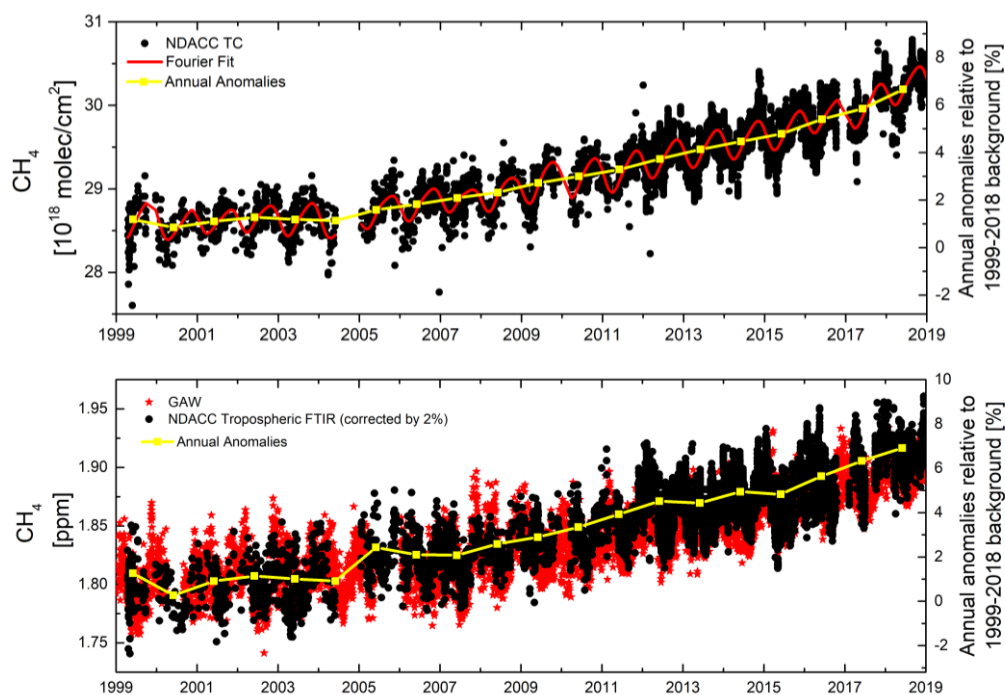 31
30
29
28
CH4
[10^18 molec/cm^2]
NDACC TC
Fourier Fit
Annual Anomalies
8
6
4
2
0
-2
Annual anomalies relative to
1999-2018 background [%]
1999 2001 2003 2005 2007 2009 2011 2013 2015 2017 2019
1.95
1.90
1.85
1.80
1.75
CH4
[ppm]
GAW
NDACC Tropospheric FTIR (corrected by 2%)
Annual Anomalies
10
9
8
7
6
4
2
0
-2
Annual anomalies relative to
1999-2018 background [%]
1999 2001 2003 2005 2007 2009 2011 2013 2015 2017 2019